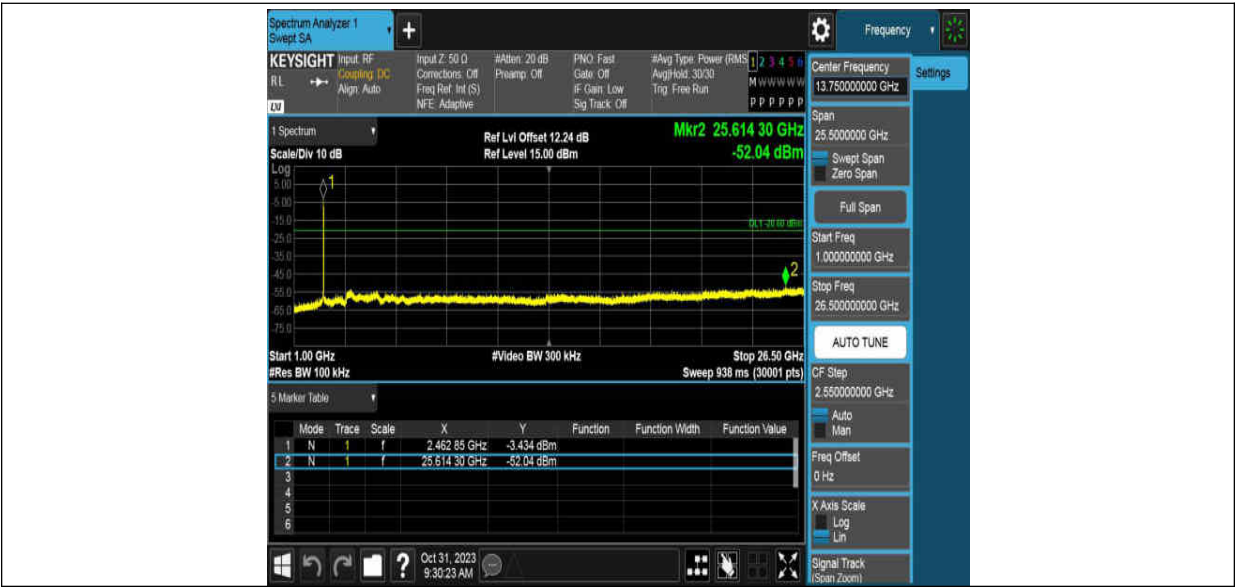 Spectrum Analyzer 1
Swept SA
+
Frequency
KEYSIGHT
RL
LXI
Input: RF
Coupling: DC
Align: Auto
Input Z: 50 Ω
Corrections: Off
Freq Ref: Int (S)
NFE: Adaptive
#Atten: 20 dB
Preamp: Off
PNO: Fast
Gate: Off
IF Gain: Low
Sig Track: Off
#Avg Type: Power (RMS
Avg|Hold: 30/30
Trig: Free Run
1 2 3 4 5 6
M W W W W W
P P P P P P
Center Frequency
13.750000000 GHz
Settings
Span
25.5000000 GHz
Swept Span
Zero Span
Full Span
Start Freq
1.000000000 GHz
Stop Freq
26.500000000 GHz
AUTO TUNE
CF Step
2.550000000 GHz
Auto
Man
Freq Offset
0 Hz
X Axis Scale
Log
Lin
Signal Track
(Span Zoom)
1 Spectrum
Scale/Div 10 dB
Ref Lvl Offset 12.24 dB
Ref Level 15.00 dBm
Mkr2 25.614 30 GHz
-52.04 dBm
Log
5.00
-5.00
-15.0
-25.0
-35.0
-45.0
-55.0
-65.0
-75.0
1
2
Start 1.00 GHz
#Res BW 100 kHz
#Video BW 300 kHz
Stop 26.50 GHz
Sweep 938 ms (30001 pts)
5 Marker Table
Mode Trace Scale X Y Function Function Width Function Value
1 N 1 f 2.462 85 GHz -3.434 dBm
2 N 1 f 25.614 30 GHz -52.04 dBm
3
4
5
6
?
Oct 31, 2023
9:30:23 AM